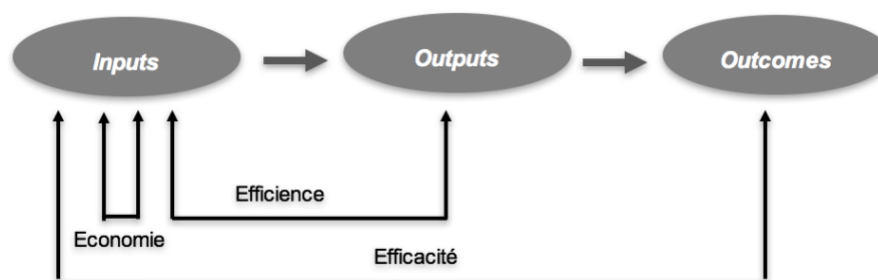 Inputs
Outputs
Outcomes
Efficience
Economie
Efficacité